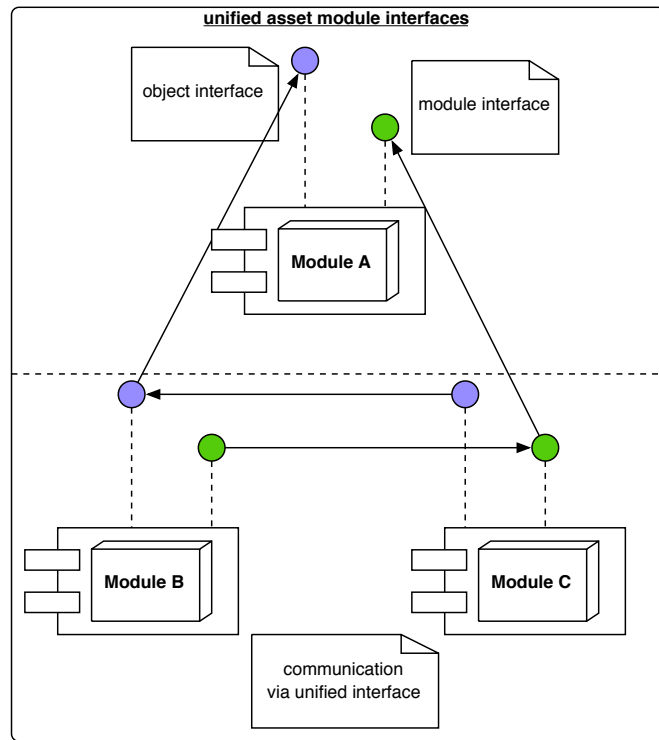 unified asset module interfaces
object interface
module interface
Module A
Module B
Module C
communication
via unified interface